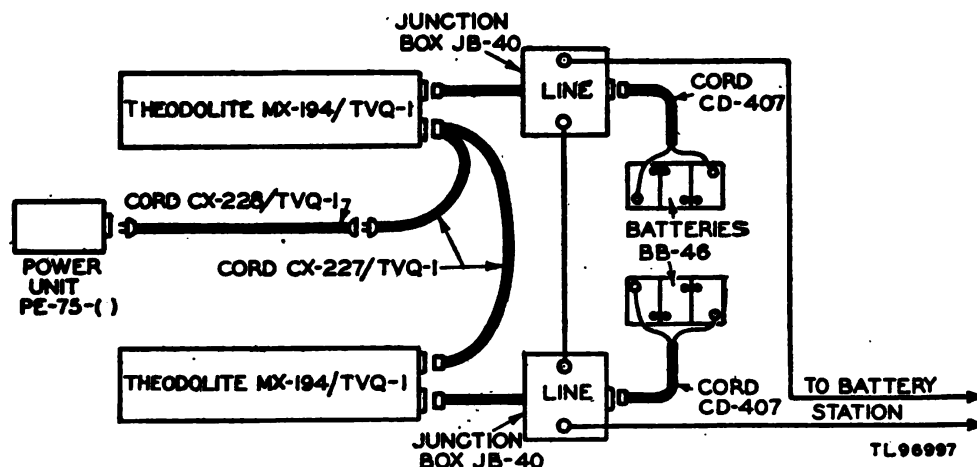 JUNCTION
BOX JB-40
THEODOLITE MX-194/TVQ-1
LINE
CORD
CD-407
CORD CX-228/TVQ-1
BATTERIES
BB-46
POWER
UNIT
PE-75-( )
CORD CX-227/TVQ-1
THEODOLITE MX-194/TVQ-1
LINE
CORD
CD-407
TO BATTERY
STATION
JUNCTION
BOX JB-40
TL96997